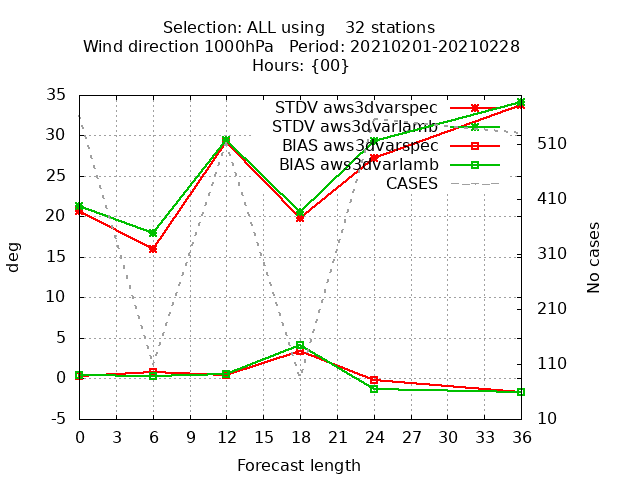 Selection: ALL using 32 stations
Wind direction 1000hPa Period: 20210201-20210228
Hours: {00}
STDV aws3dvarspec
STDV aws3dvarlamb
BIAS aws3dvarspec
BIAS aws3dvarlamb
CASES
35
30
25
20
15
10
5
0
-5
deg
510
410
310
210
110
10
No cases
0 3 6 9 12 15 18 21 24 27 30 33 36
Forecast length